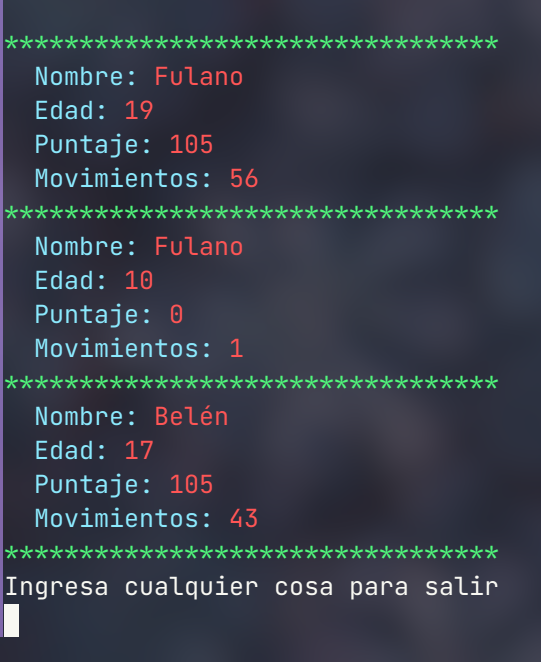 *********************************
Nombre: Fulano
Edad: 19
Puntaje: 105
Movimientos: 56
*********************************
Nombre: Fulano
Edad: 10
Puntaje: 0
Movimientos: 1
*********************************
Nombre: Belén
Edad: 17
Puntaje: 105
Movimientos: 43
*********************************
Ingresa cualquier cosa para salir